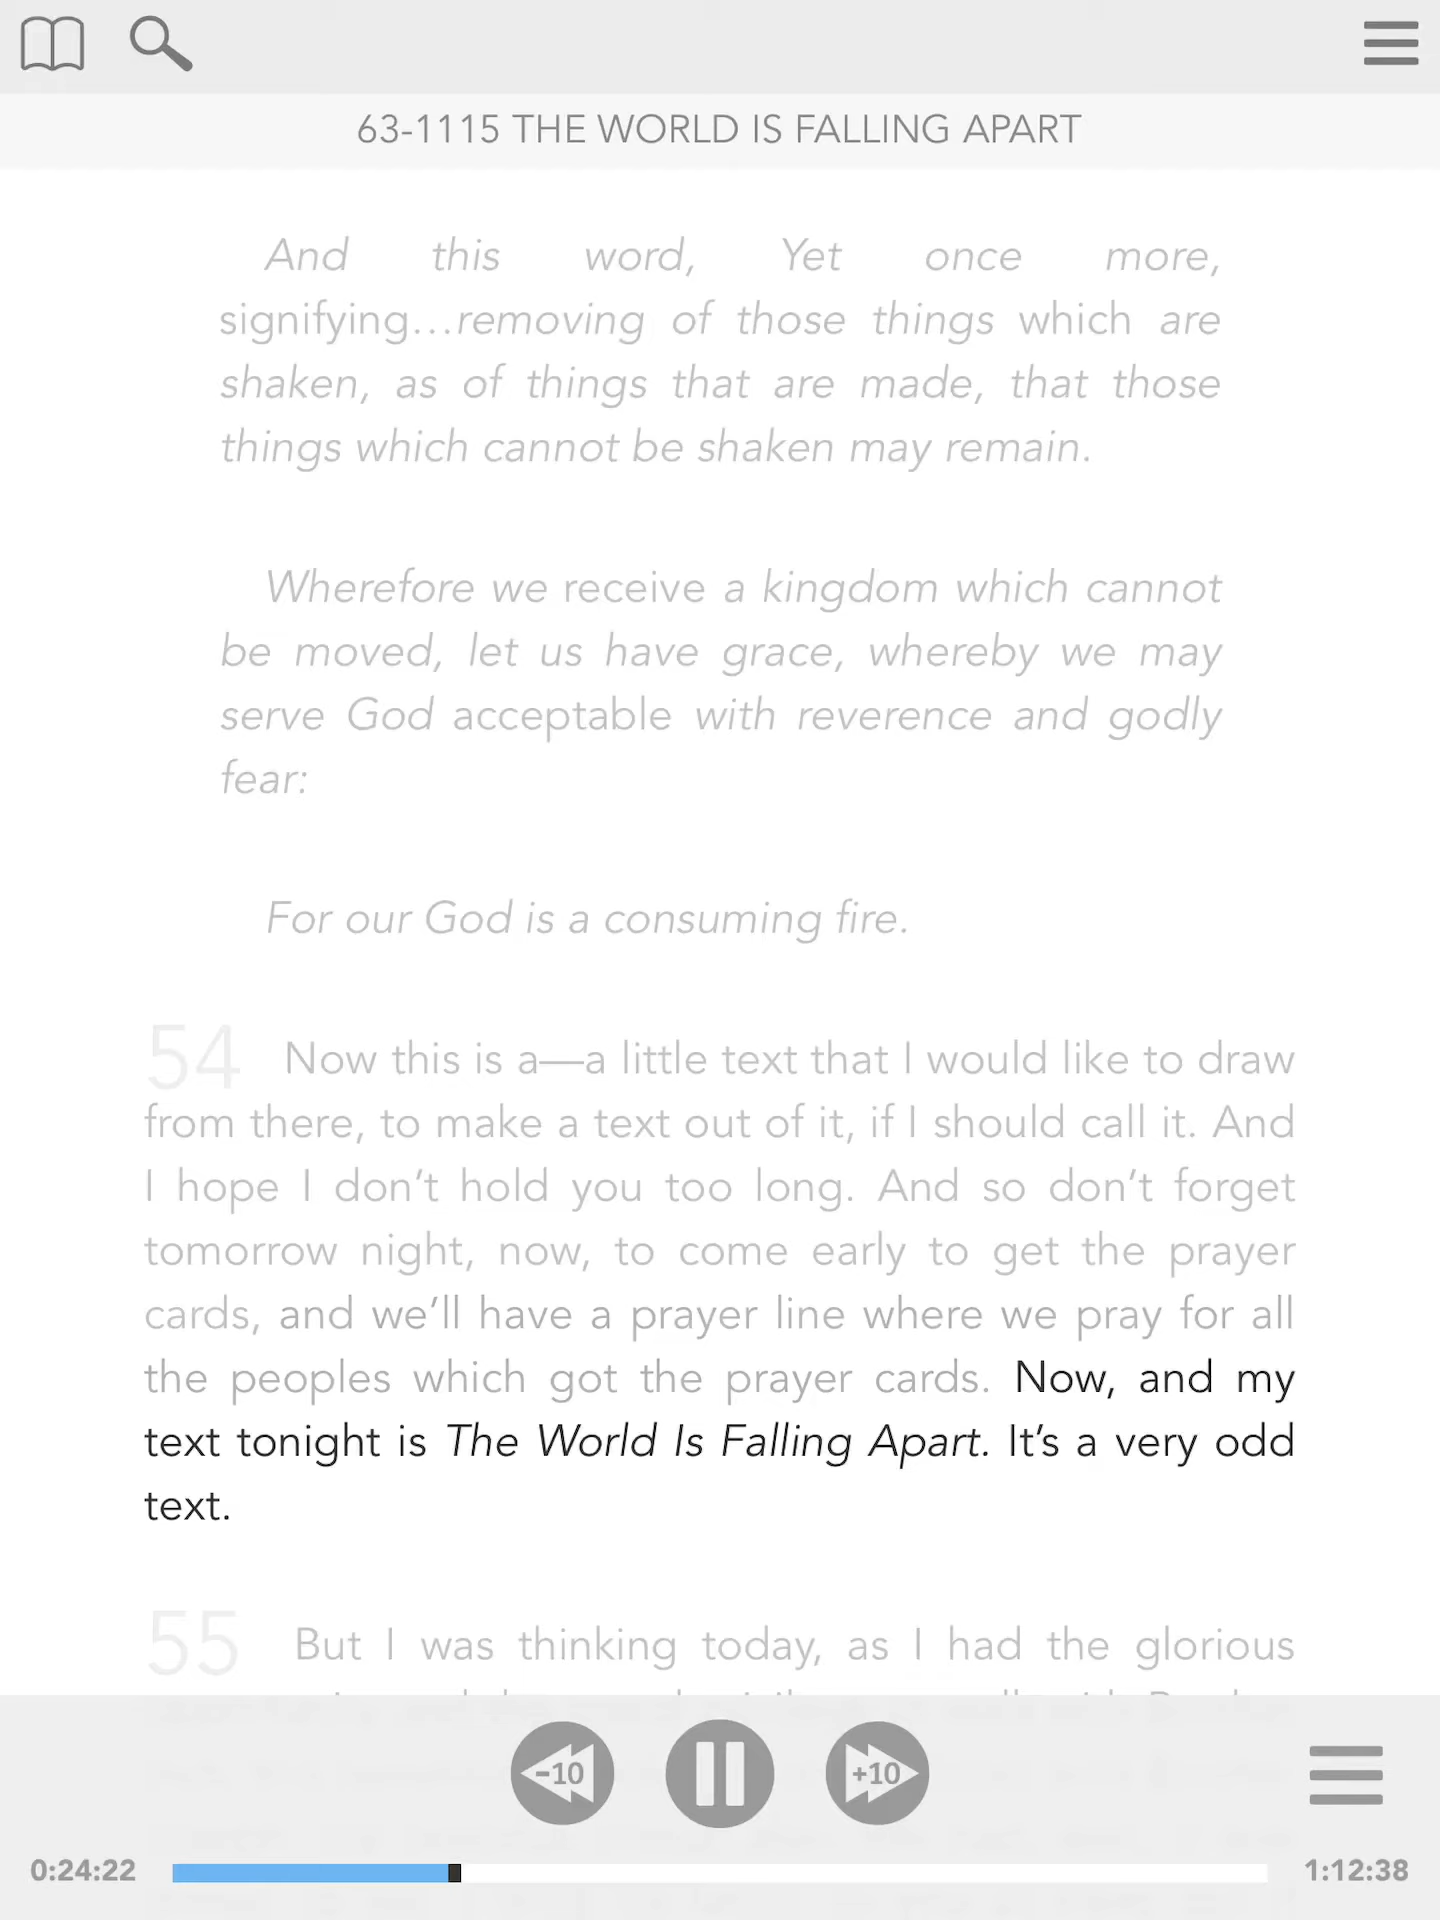 63-1115 THE WORLD IS FALLING APART
And this word, Yet once more,
signifying…removing of those things which are
shaken, as of things that are made, that those
things which cannot be shaken may remain.
Wherefore we receive a kingdom which cannot
be moved, let us have grace, whereby we may
serve God acceptable with reverence and godly
fear:
For our God is a consuming fire.
54 Now this is a—a little text that I would like to draw
from there, to make a text out of it, if I should call it. And
I hope I don’t hold you too long. And so don’t forget
tomorrow night, now, to come early to get the prayer
cards, and we’ll have a prayer line where we pray for all
the peoples which got the prayer cards. Now, and my
text tonight is The World Is Falling Apart. It’s a very odd
text.
55 But I was thinking today, as I had the glorious
-10 +10
0:24:22 1:12:38